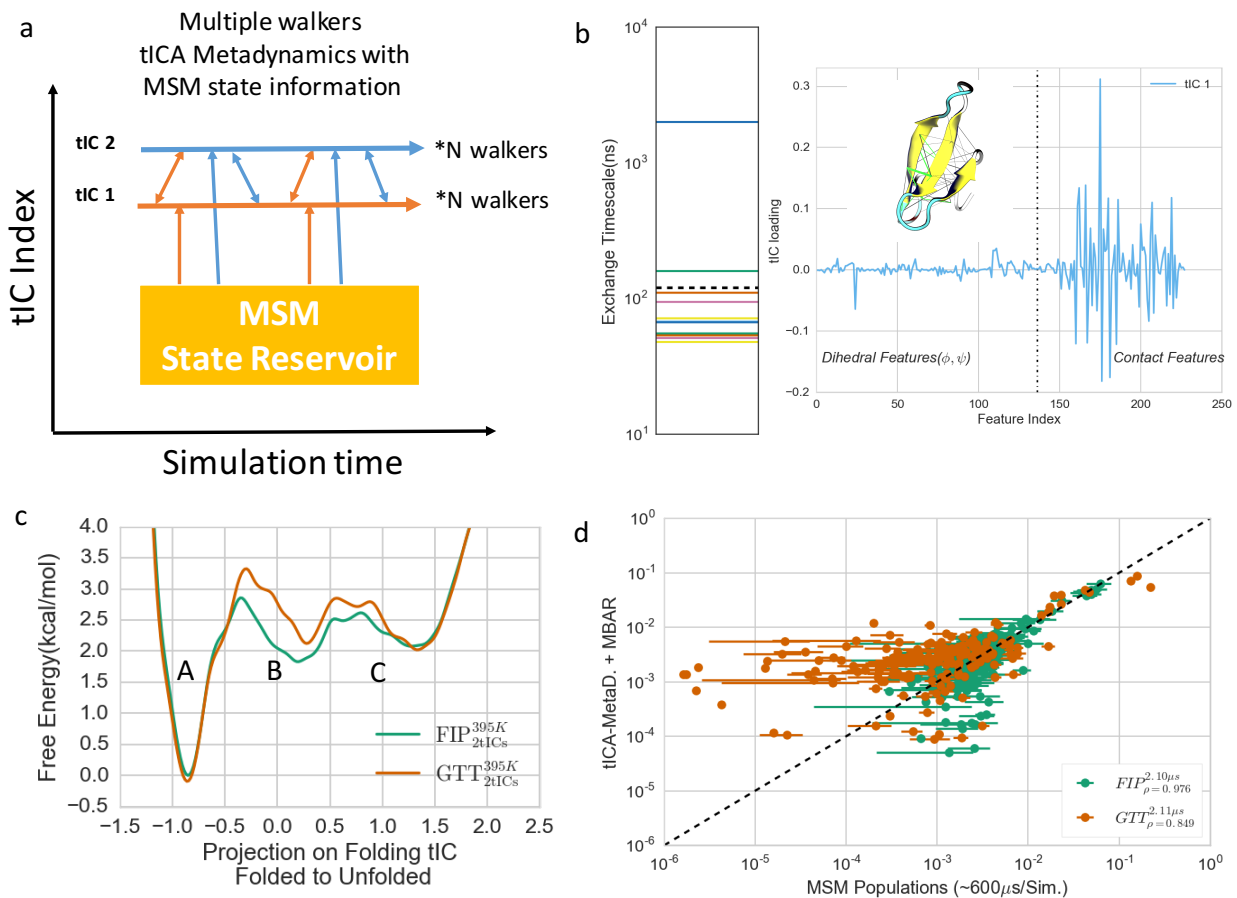 a
Multiple walkers
tICA Metadynamics with
MSM state information
tIC Index
tIC 2
*N walkers
tIC 1
*N walkers
MSM
State Reservoir
Simulation time
b
Exchange Timescale(ns)
10^4
10^3
10^2
10^1
tIC loading
0.3
0.2
0.1
0.0
−0.1
−0.2
tIC 1
Dihedral Features(ϕ, ψ)
Contact Features
0 50 100 150 200 250
Feature Index
c
Free Energy(kcal/mol)
4.0
3.5
3.0
2.5
2.0
1.5
1.0
0.5
0.0
−0.5
A
B
C
FIP^{395K}_{2tICs}
GTT^{395K}_{2tICs}
−1.5 −1.0 −0.5 0.0 0.5 1.0 1.5 2.0 2.5
Projection on Folding tIC
Folded to Unfolded
d
tICA-MetaD. + MBAR
10^0
10^-1
10^-2
10^-3
10^-4
10^-5
10^-6
FIP^{2.10μs}_{ρ=0.976}
GTT^{2.11μs}_{ρ=0.849}
10^-6 10^-5 10^-4 10^-3 10^-2 10^-1 10^0
MSM Populations (~600μs/Sim.)